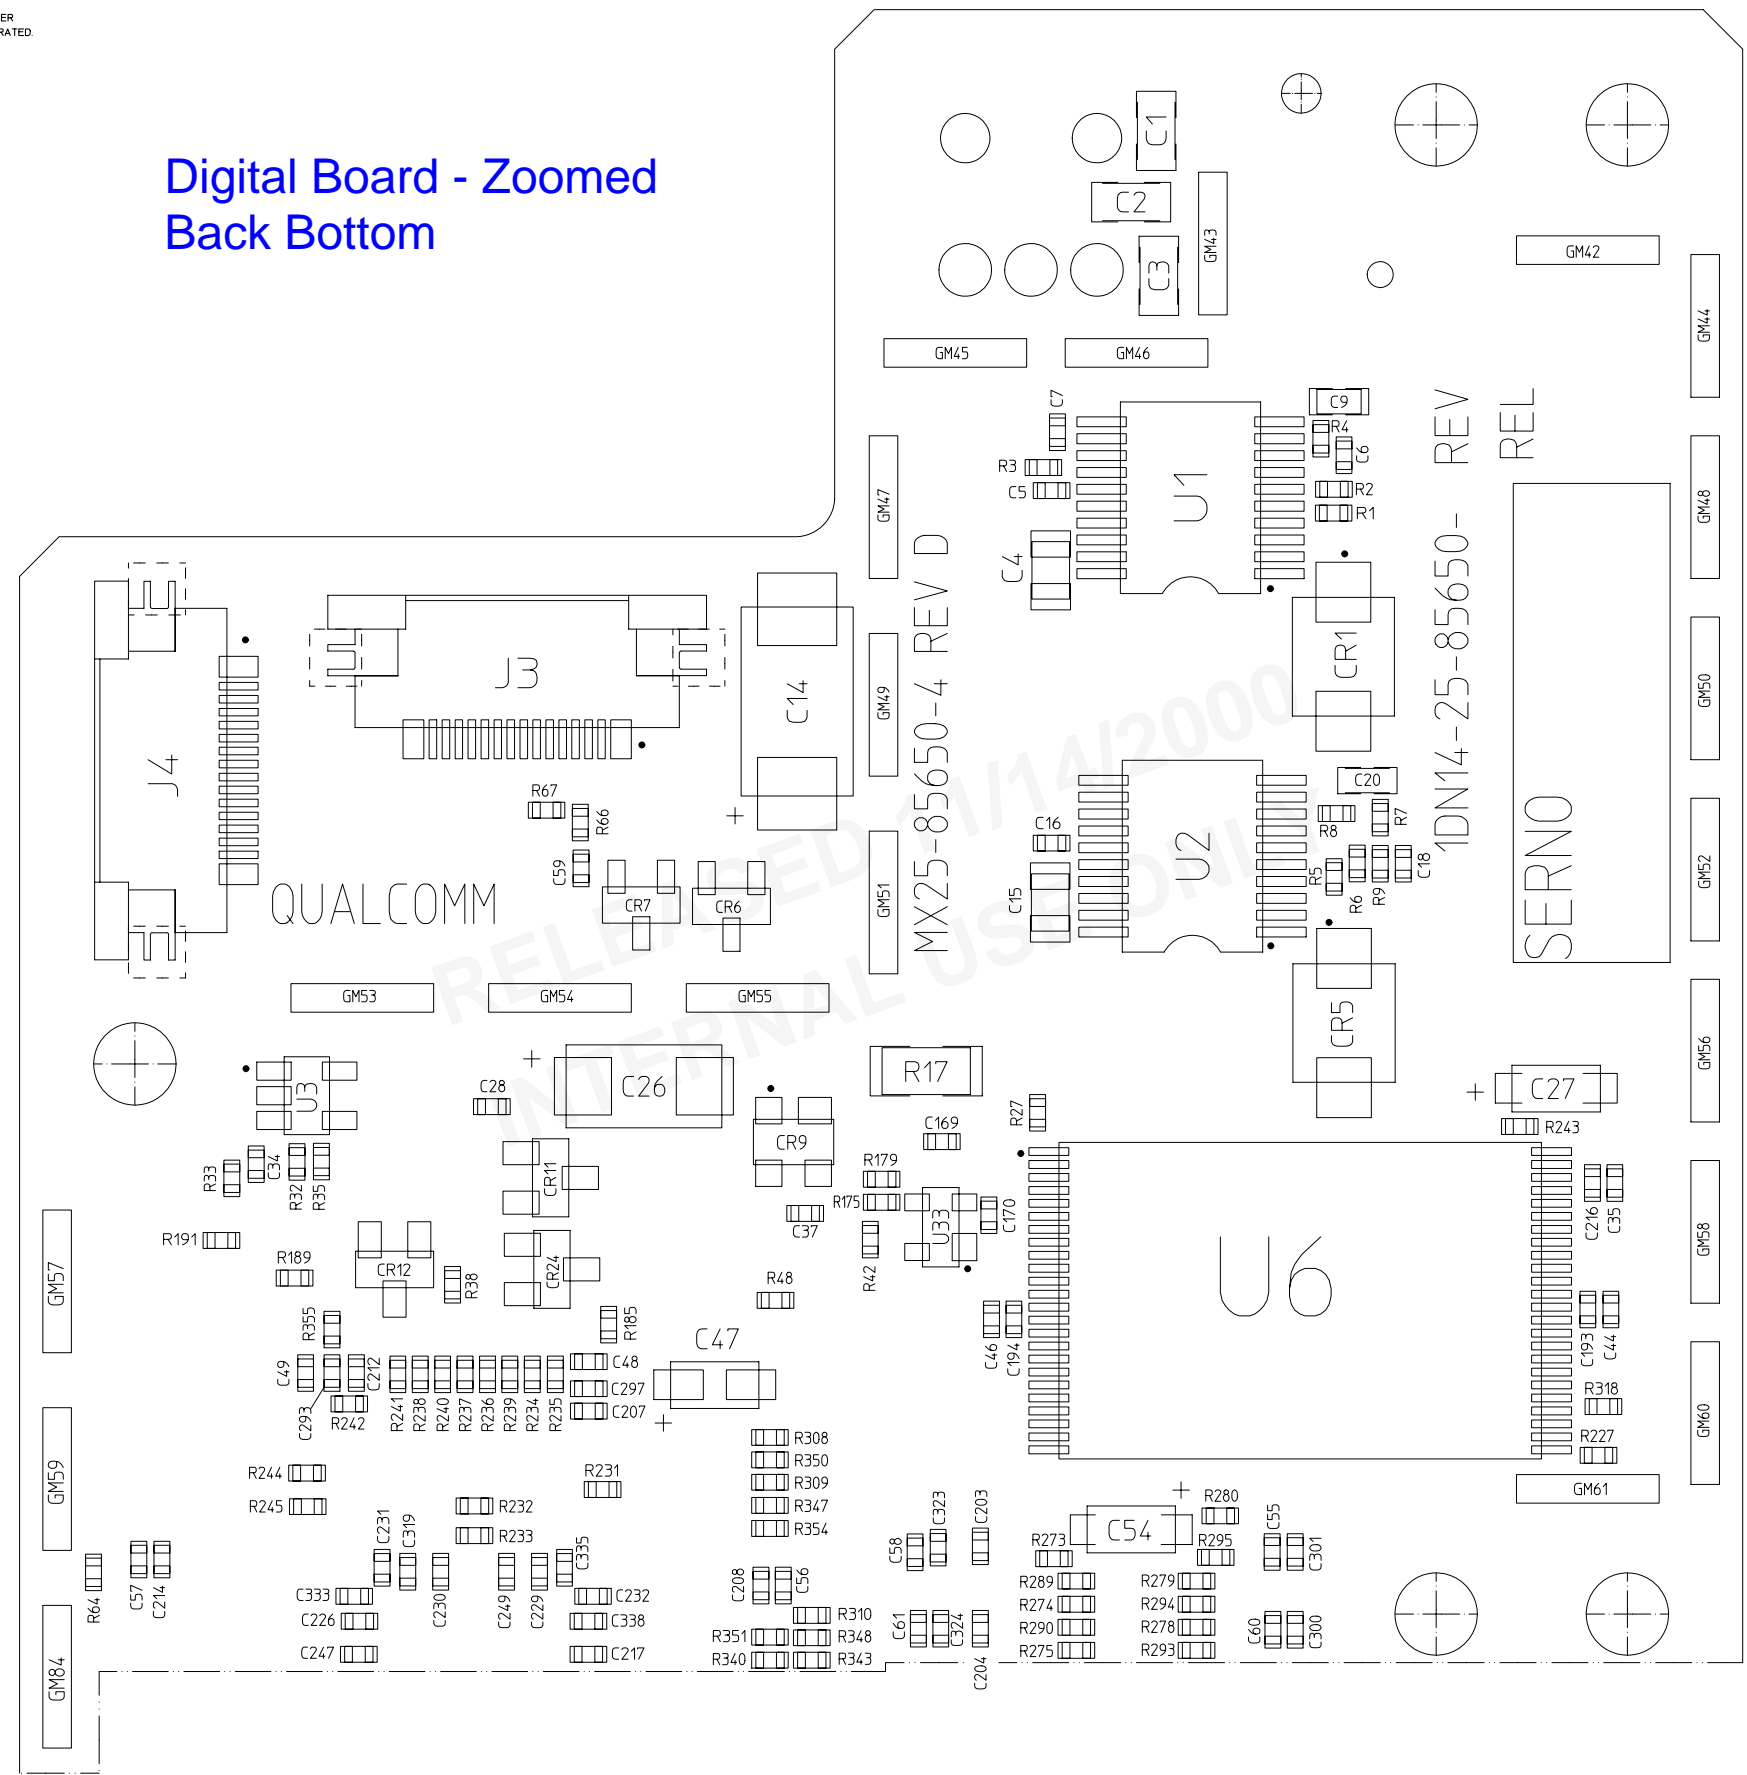 ER
RATED.
Digital Board - Zoomed
Back Bottom
C1
C2
GM43
C3
GM42
GM44
GM45
GM46
C7
C9
R4
C6
R3
C5
R2
R1
U1
C4
GM47
GM48
REV
REL
1DN14-25-85650-
MX25-85650-4 REV D
CR1
J3
J4
C14
GM49
GM50
C20
R67
R66
C59
C16
R8
R7
U2
C15
R5
R6
R9
C18
GM51
GM52
SERNO
QUALCOMM
CR7
CR6
RELEASED 11/14/2000
INTERNAL USE ONLY
GM53
GM54
GM55
CR5
GM56
U3
C28
C26
R17
R27
C27
CR9
C169
R243
R33
C34
R32
R35
CR11
R179
R175
C37
U33
C170
R42
C216
C35
R191
R189
CR12
R38
CR24
R48
U6
GM57
GM58
R355
R185
C47
C46
C194
C193
C44
C49
C293
C212
R242
R241
R238
R240
R237
R236
R239
R234
R235
C48
C297
C207
R318
R227
GM59
GM60
R308
R350
R309
R347
R354
GM61
R244
R245
R231
R232
R233
C231
C319
C230
C249
C229
C335
C58
C323
C203
C54
R280
R273
R295
C55
C301
R64
C57
C214
C333
C226
C247
C232
C338
C217
C208
C56
R310
R351
R348
R340
R343
C61
C324
C204
R289
R274
R290
R275
R279
R294
R278
R293
C60
C300
GM84